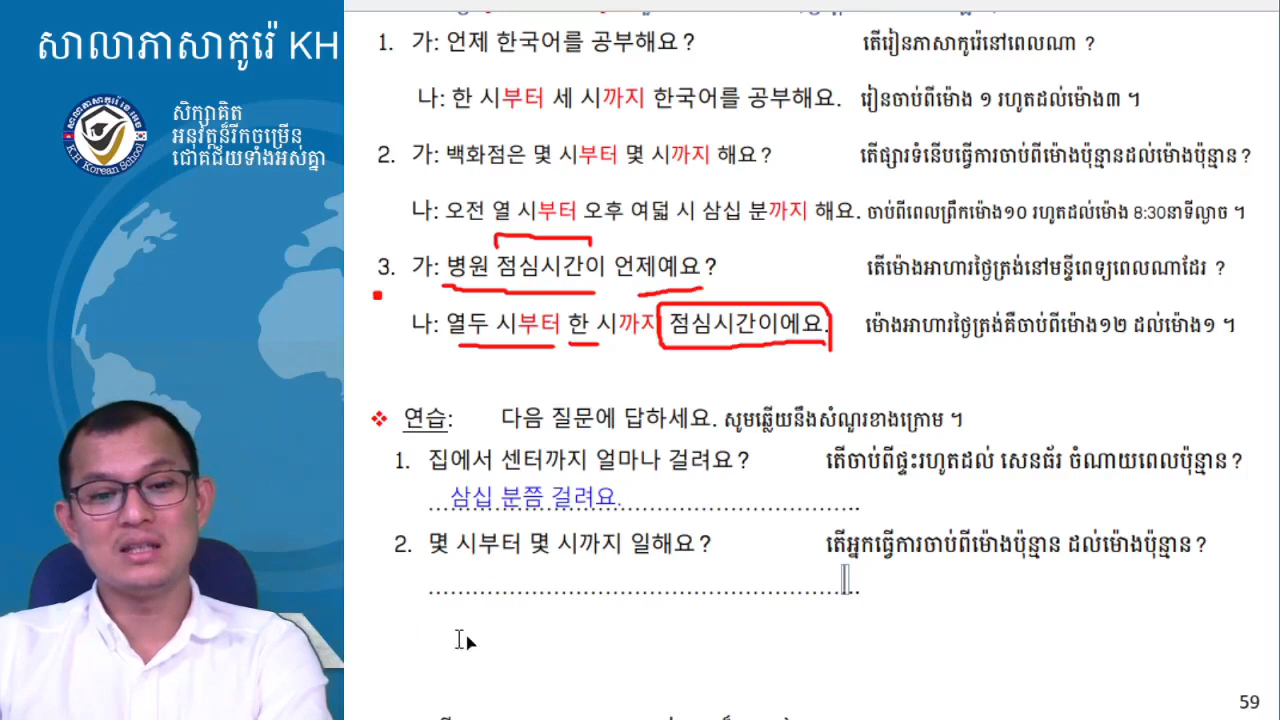 សាលាភាសាកូរ៉េ KH
K.H Korean School
សិក្សាគិត
អនុវត្តន៏រីកចម្រើន
ជោគជ័យទាំងអស់គ្នា
1. 가: 언제 한국어를 공부해요? តើរៀនភាសាកូរ៉េនៅពេលណា ?
나: 한 시부터 세 시까지 한국어를 공부해요. រៀនចាប់ពីម៉ោង ១ រហូតដល់ម៉ោង៣ ។
2. 가: 백화점은 몇 시부터 몇 시까지 해요? តើផ្សារទំនើបធ្វើការចាប់ពីម៉ោងប៉ុន្មានដល់ម៉ោងប៉ុន្មាន?
나: 오전 열 시부터 오후 여덟 시 삼십 분까지 해요. ចាប់ពីពេលព្រឹកម៉ោង១០ រហូតដល់ម៉ោង 8:30នាទីល្ងាច ។
3. 가: 병원 점심시간이 언제예요? តើម៉ោងអាហារថ្ងៃត្រង់នៅមន្ទីពេទ្យពេលណាដែរ ?
나: 열두 시부터 한 시까지 점심시간이에요. ម៉ោងអាហារថ្ងៃត្រង់គឺចាប់ពីម៉ោង១២ ដល់ម៉ោង១ ។
❖ 연습: 다음 질문에 답하세요. សូមឆ្លើយនឹងសំណួរខាងក្រោម ។
1. 집에서 센터까지 얼마나 걸려요? តើចាប់ពីផ្ទះរហូតដល់ សេនធ័រ ចំណាយពេលប៉ុន្មាន?
삼십 분쯤 걸려요.
2. 몇 시부터 몇 시까지 일해요? តើអ្នកធ្វើការចាប់ពីម៉ោងប៉ុន្មាន ដល់ម៉ោងប៉ុន្មាន?
59